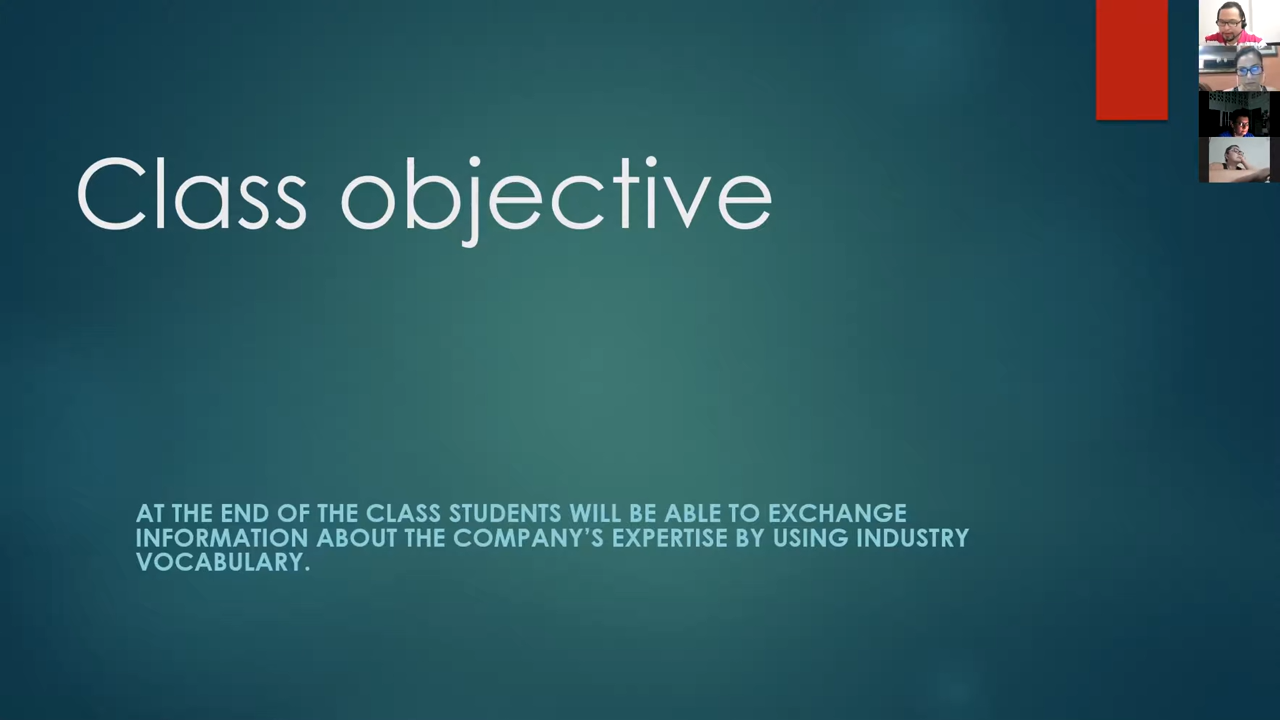 Class objective
AT THE END OF THE CLASS STUDENTS WILL BE ABLE TO EXCHANGE
INFORMATION ABOUT THE COMPANY’S EXPERTISE BY USING INDUSTRY
VOCABULARY.